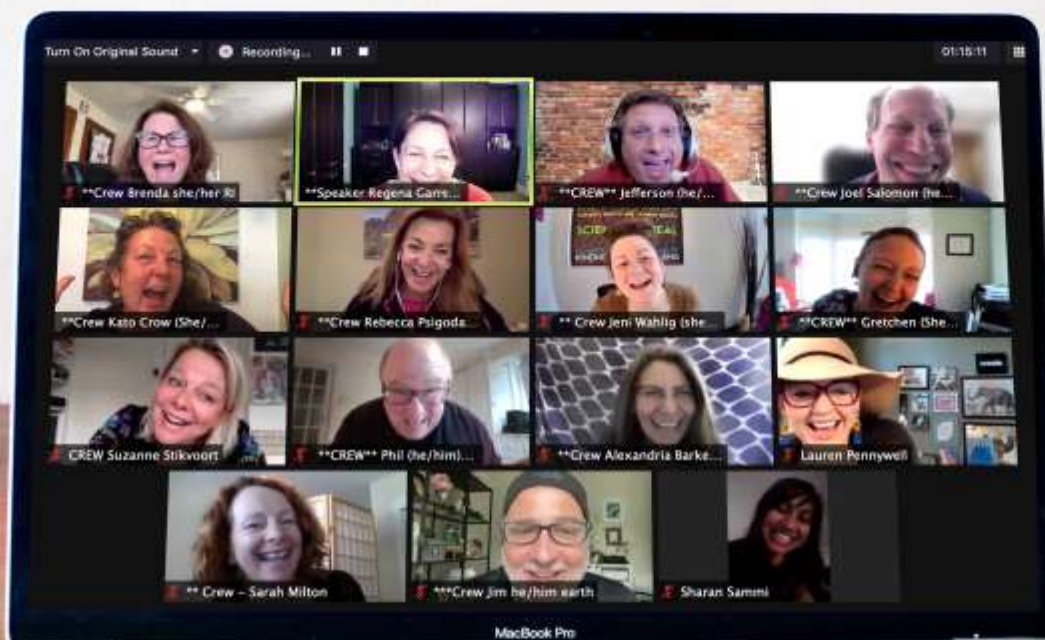 Turn On Original Sound
Recording...
01:15:11
**Crew Brenda she/her RI
**Speaker Regena Garre...
**CREW** Jefferson (he/...
**Crew Joel Salomon (he...
**Crew Kato Crow (She/...
**Crew Rebecca Psigoda
** Crew Jeni Wahlig (she...
**CREW** Gretchen (She...
CREW Suzanne Stikvoort
**CREW** Phil (he/him)...
**Crew Alexandria Barke...
Lauren Pennywell
** Crew - Sarah Milton
***Crew Jim he/him earth
Sharan Sammi
MacBook Pro